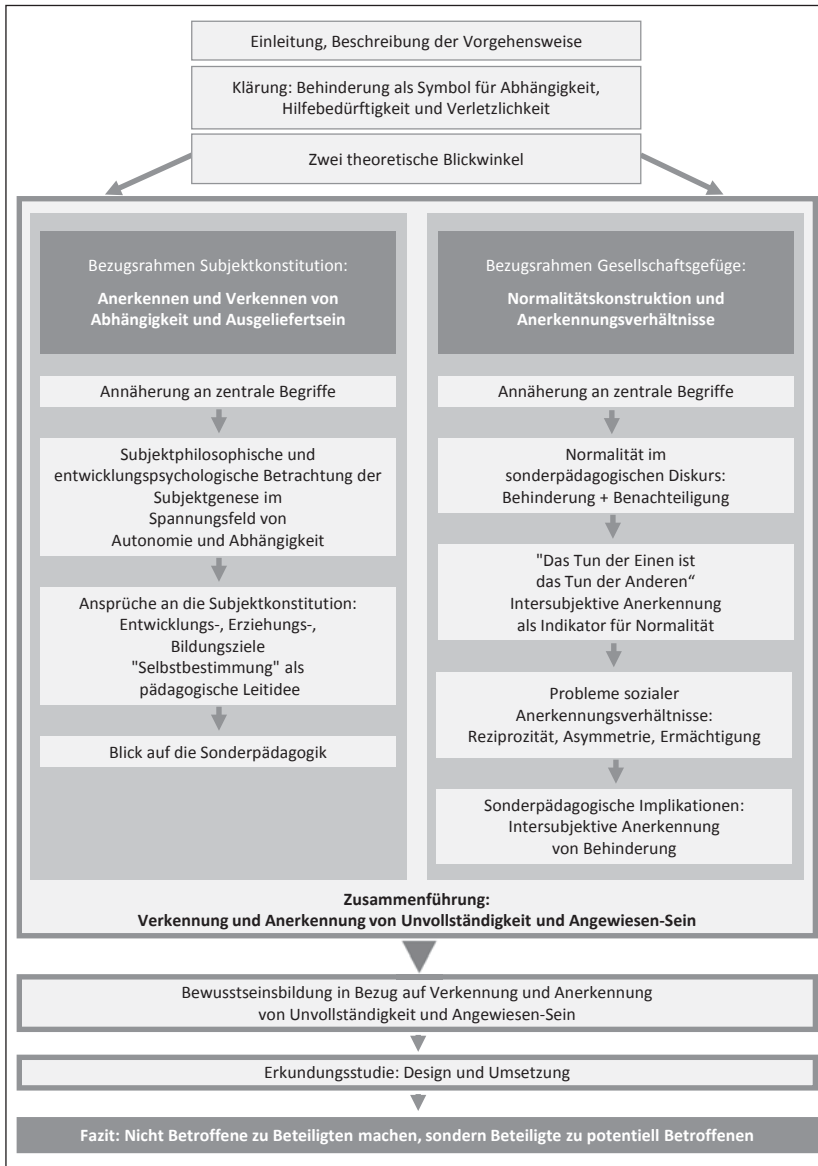 Einleitung, Beschreibung der Vorgehensweise
Klärung: Behinderung als Symbol für Abhängigkeit,
Hilfebedürftigkeit und Verletzlichkeit
Zwei theoretische Blickwinkel
Bezugsrahmen Subjektkonstitution:
Anerkennen und Verkennen von
Abhängigkeit und Ausgeliefertsein
Annäherung an zentrale Begriffe
Subjektphilosophische und
entwicklungspsychologische Betrachtung der
Subjektgenese im
Spannungsfeld von
Autonomie und Abhängigkeit
Ansprüche an die Subjektkonstitution:
Entwicklungs-, Erziehungs-,
Bildungsziele
"Selbstbestimmung" als
pädagogische Leitidee
Blick auf die Sonderpädagogik
Bezugsrahmen Gesellschaftsgefüge:
Normalitätskonstruktion und
Anerkennungsverhältnisse
Annäherung an zentrale Begriffe
Normalität im
sonderpädagogischen Diskurs:
Behinderung + Benachteiligung
"Das Tun der Einen ist
das Tun der Anderen“
Intersubjektive Anerkennung
als Indikator für Normalität
Probleme sozialer
Anerkennungsverhältnisse:
Reziprozität, Asymmetrie, Ermächtigung
Sonderpädagogische Implikationen:
Intersubjektive Anerkennung
von Behinderung
Zusammenführung:
Verkennung und Anerkennung von Unvollständigkeit und Angewiesen-Sein
Bewusstseinsbildung in Bezug auf Verkennung und Anerkennung
von Unvollständigkeit und Angewiesen-Sein
Erkundungsstudie: Design und Umsetzung
Fazit: Nicht Betroffene zu Beteiligten machen, sondern Beteiligte zu potentiell Betroffenen